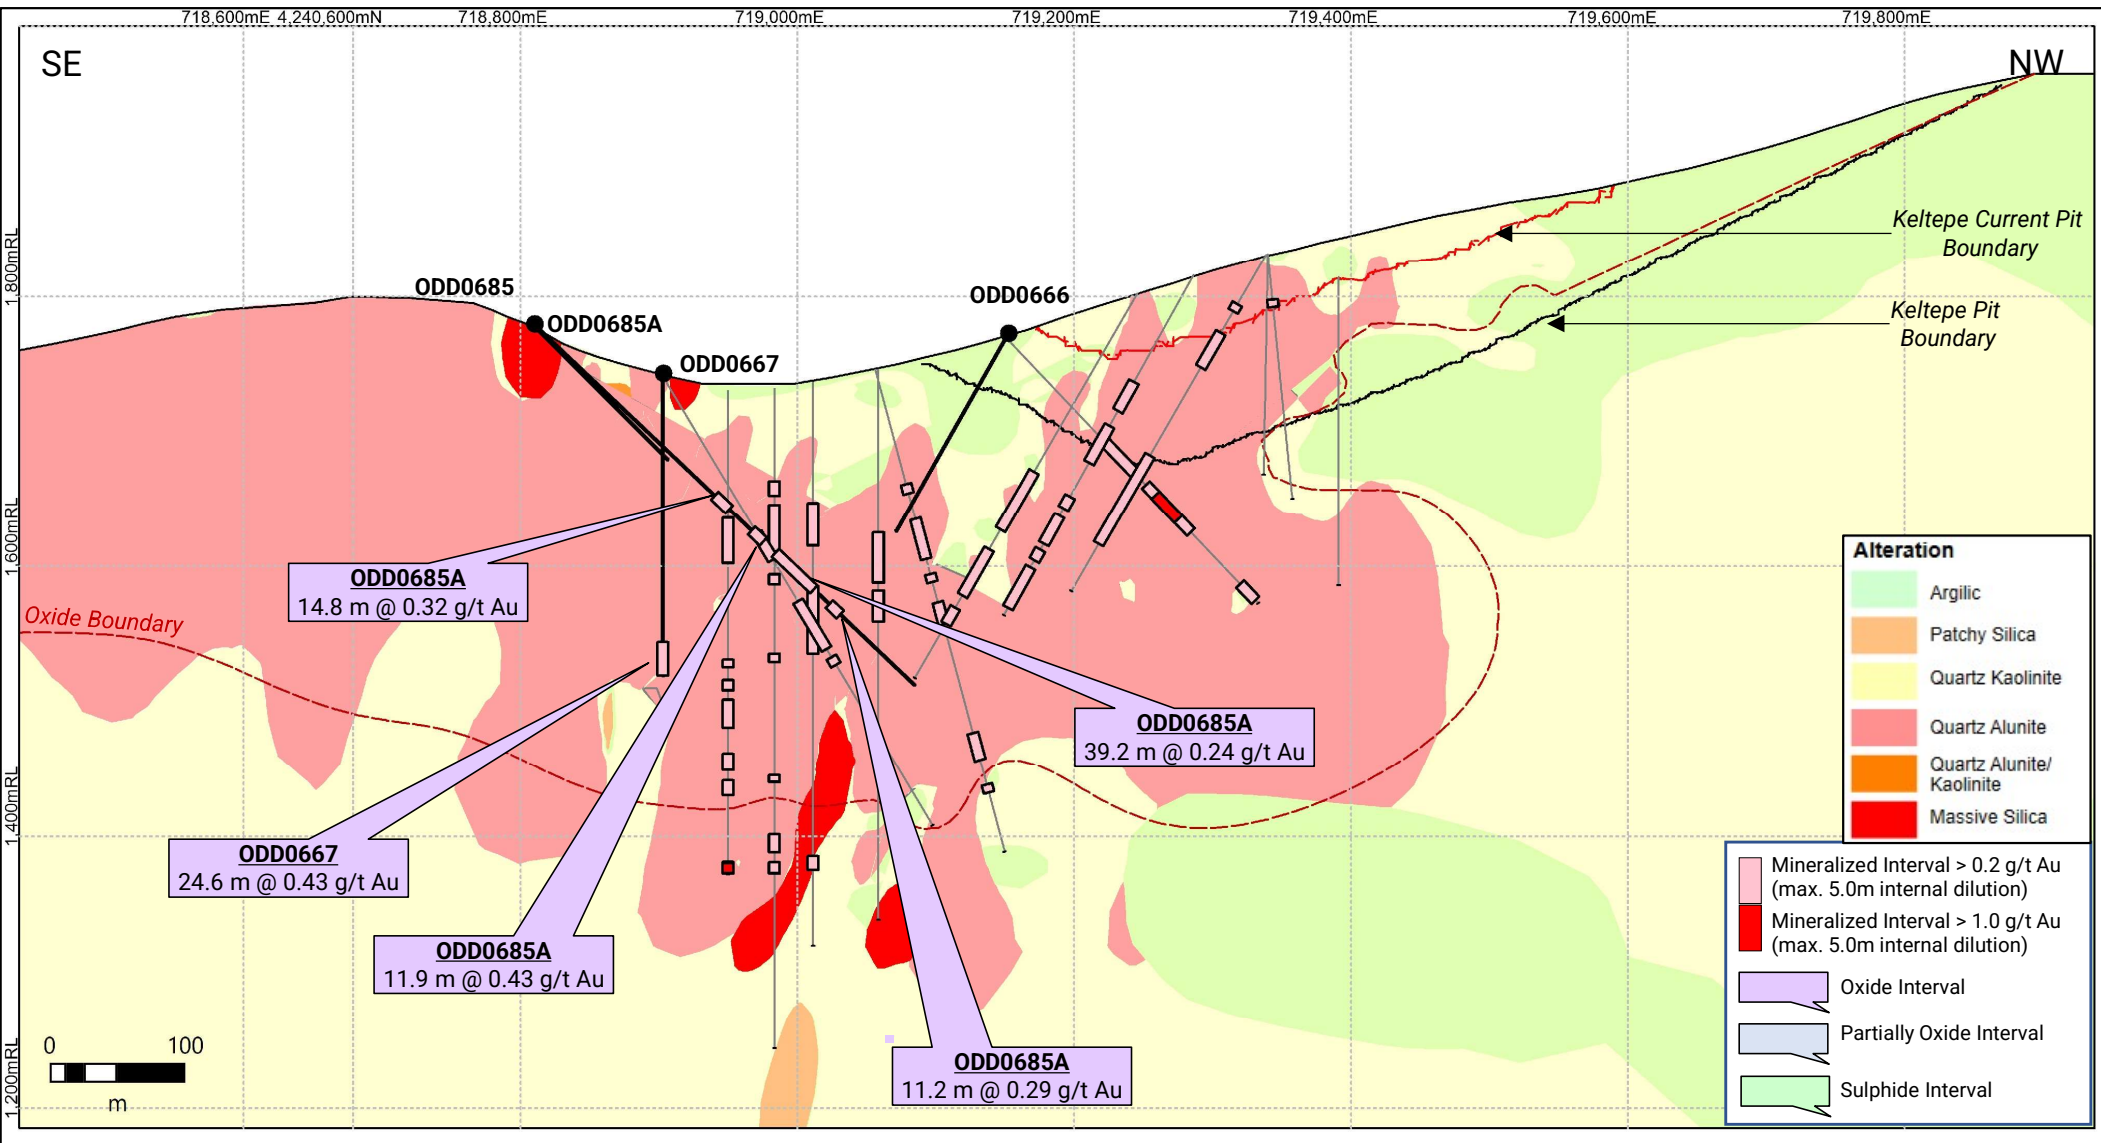 718,600mE 4,240,600mN 718,800mE 719,000mE 719,200mE 719,400mE 719,600mE 719,800mE
SE
NW
Keltepe Current Pit
Boundary
1,800mRL
ODD0685
ODD0666
ODD0685A
Keltepe Pit
Boundary
ODD0667
1,600mRL
Alteration
Argilic
Patchy Silica
Quartz Kaolinite
Quartz Alunite
Quartz Alunite/
Kaolinite
Massive Silica
ODD0685A
14.8 m @ 0.32 g/t Au
Oxide Boundary
ODD0685A
39.2 m @ 0.24 g/t Au
1,400mRL
ODD0667
24.6 m @ 0.43 g/t Au
Mineralized Interval > 0.2 g/t Au
(max. 5.0m internal dilution)
Mineralized Interval > 1.0 g/t Au
(max. 5.0m internal dilution)
Oxide Interval
Partially Oxide Interval
Sulphide Interval
ODD0685A
11.9 m @ 0.43 g/t Au
ODD0685A
11.2 m @ 0.29 g/t Au
0 100
m
1,200mRL